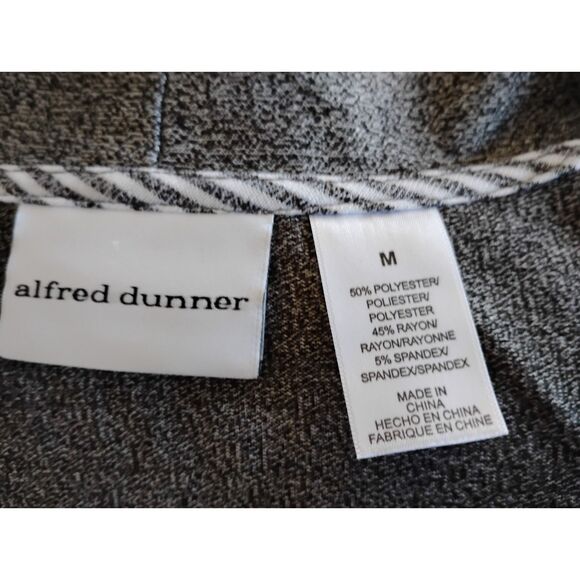 alfred dunner
M
50% POLYESTER/
POLIESTER/
POLYESTER
45% RAYON/
RAYON/RAYONNE
5% SPANDEX/
SPANDEX/SPANDEX
MADE IN
CHINA
HECHO EN CHINA
FABRIQUE EN CHINE